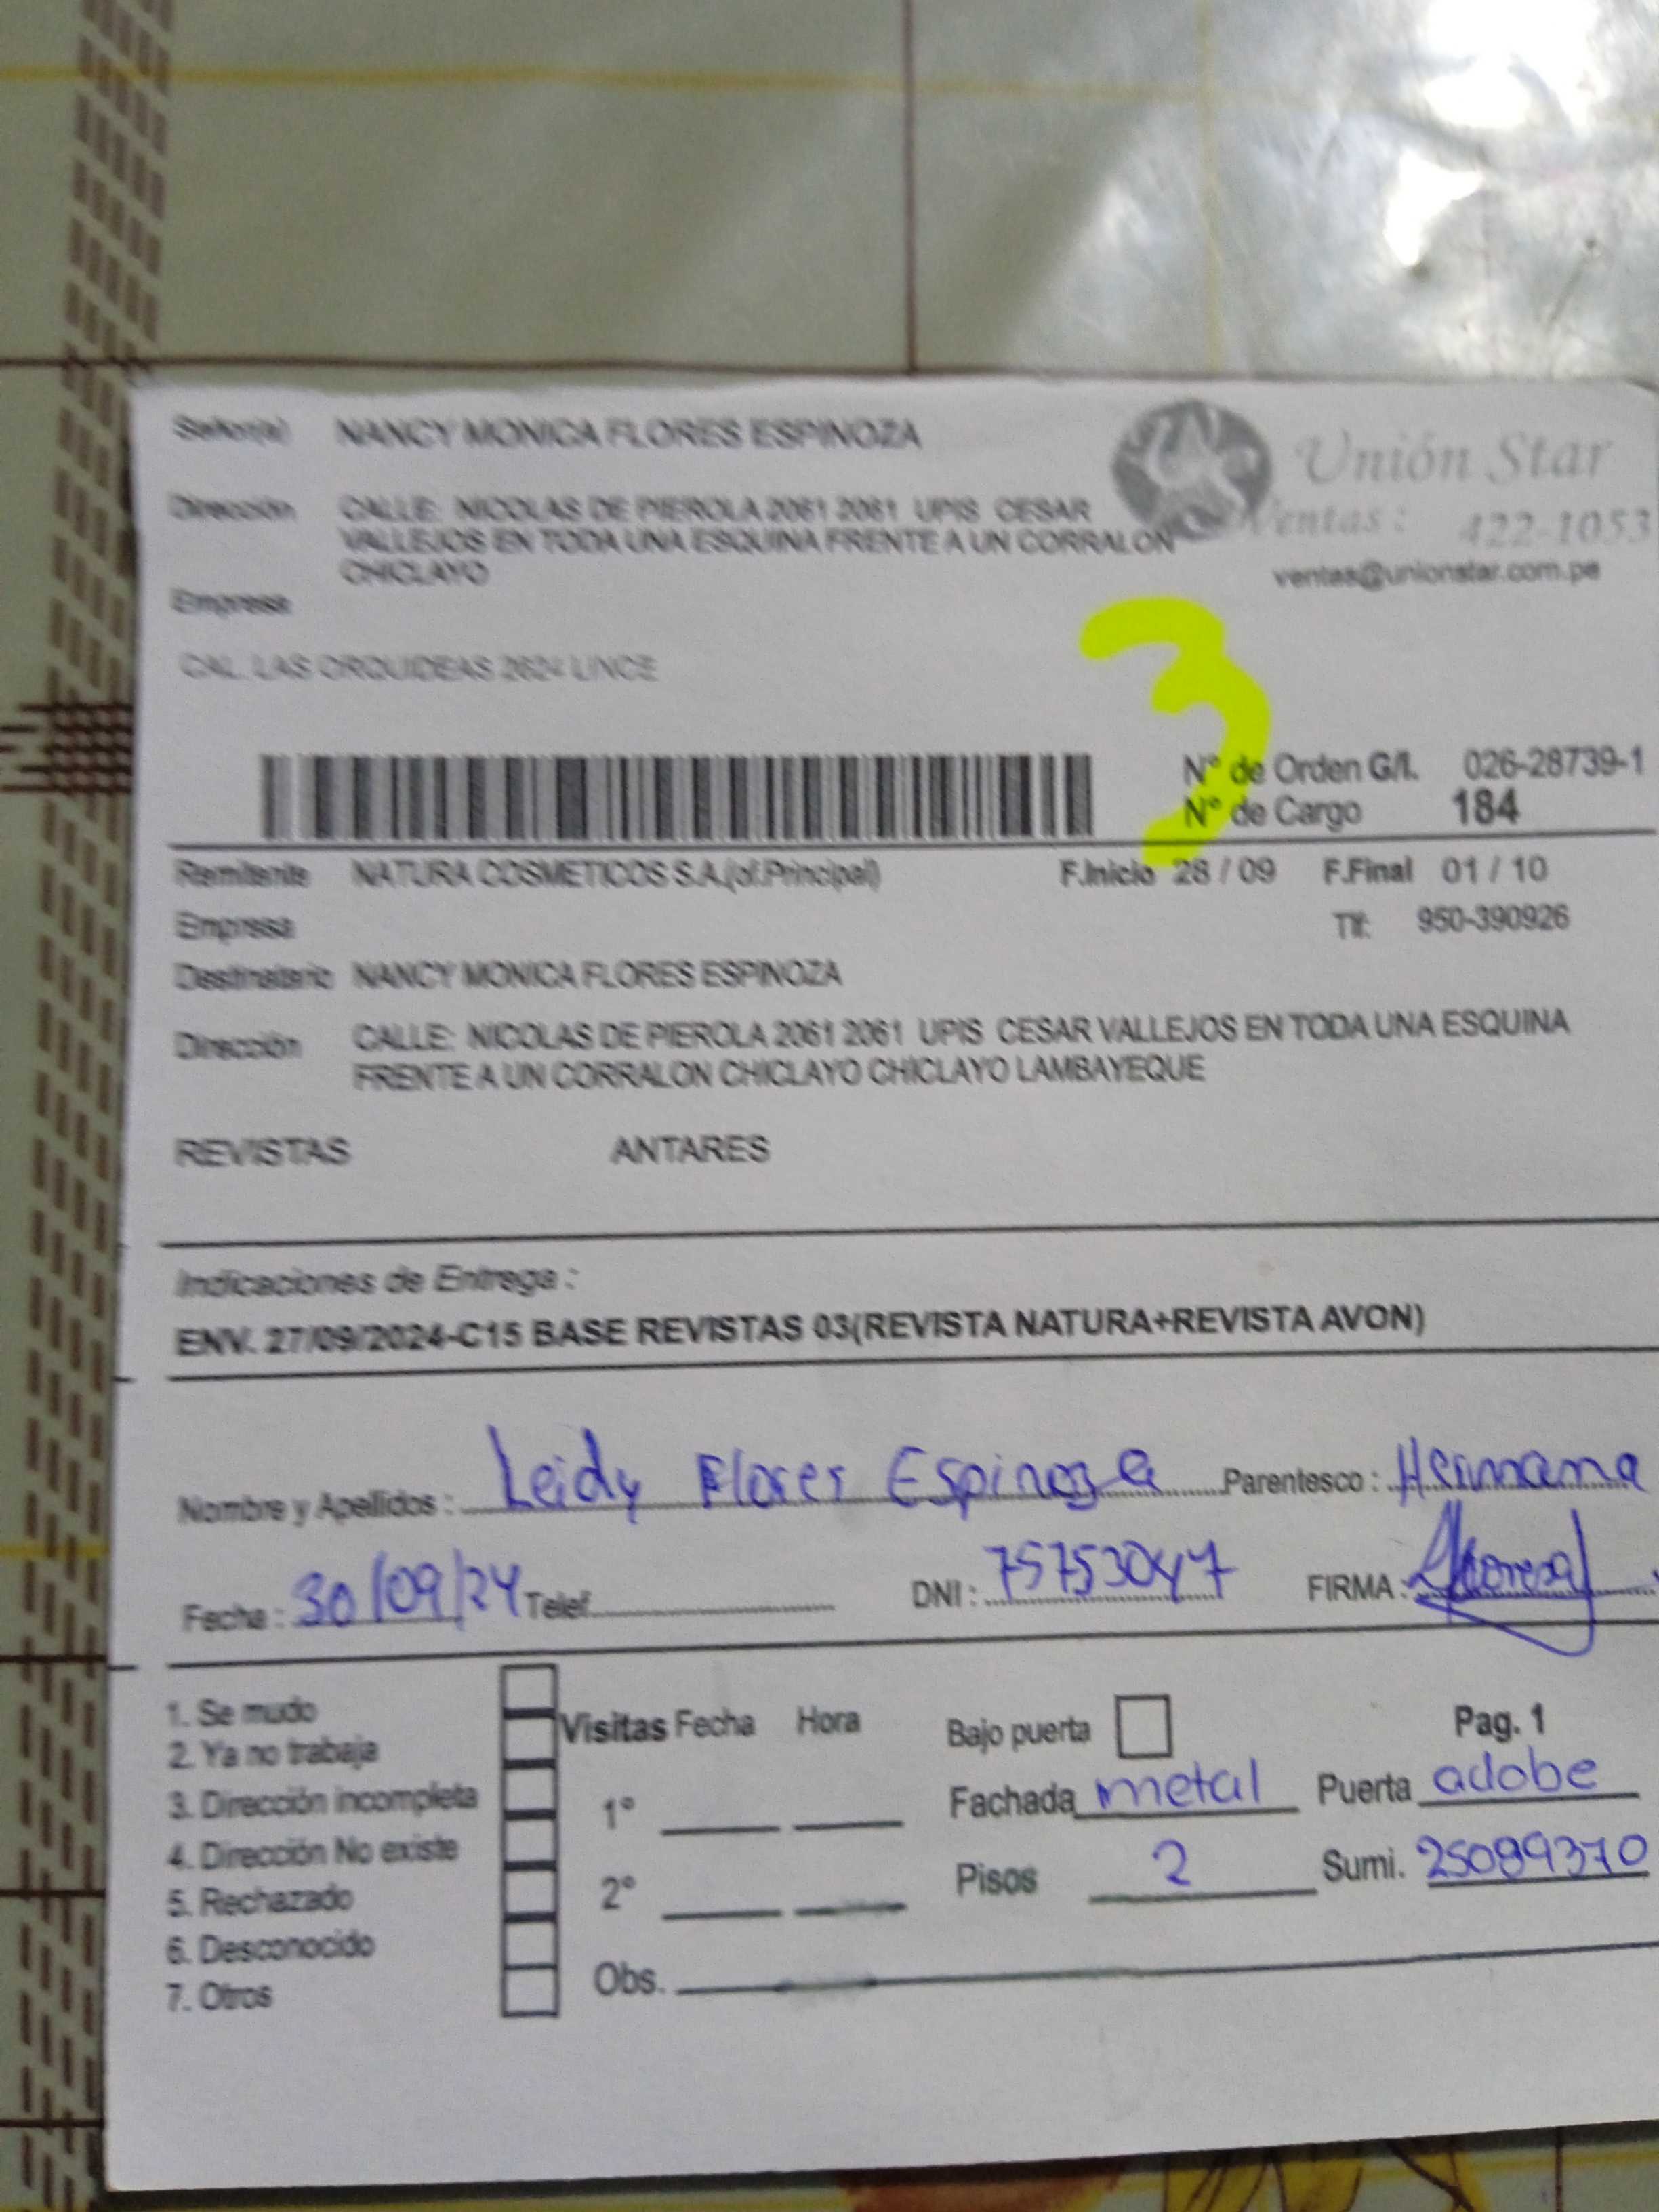 Señor(a) NANCY MONICA FLORES ESPINOZA
Unión Star
Dirección CALLE: NICOLAS DE PIEROLA 2061 2061 UPIS CESAR
VALLEJOS EN TODA UNA ESQUINA FRENTE A UN CORRALON
CHICLAYO
Ventas: 422-1053
ventas@unionstar.com.pe
Empresa
CAL. LAS ORQUIDEAS 2624 LINCE
3
N° de Orden G/I. 026-28739-1
N° de Cargo 184
Remitente NATURA COSMETICOS S.A.(of.Principal) F.Inicio 28 / 09 F.Final 01 / 10
Empresa Tlf: 950-390926
Destinatario NANCY MONICA FLORES ESPINOZA
Dirección CALLE: NICOLAS DE PIEROLA 2061 2061 UPIS CESAR VALLEJOS EN TODA UNA ESQUINA
FRENTE A UN CORRALON CHICLAYO CHICLAYO LAMBAYEQUE
REVISTAS ANTARES
Indicaciones de Entrega :
ENV. 27/09/2024-C15 BASE REVISTAS 03(REVISTA NATURA+REVISTA AVON)
Nombre y Apellidos : Leidy Flores Espinoza Parentesco : Hermana
Fecha : 30/09/24 Telef. DNI : 75753047 FIRMA :
1. Se mudo
2. Ya no trabaja
3. Dirección incompleta
4. Dirección No existe
5. Rechazado
6. Desconocido
7. Otros
Visitas Fecha Hora
1°
2°
Obs.
Bajo puerta Pag. 1
Fachada metal Puerta adobe
Pisos 2 Sumi. 25089370